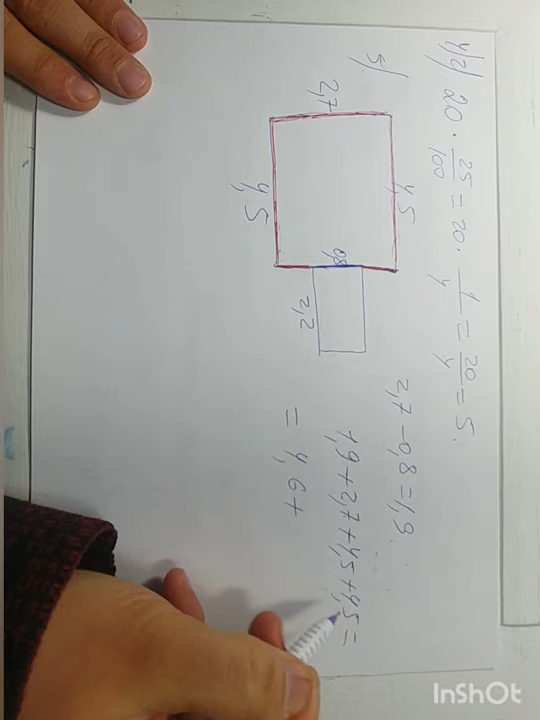 4/2/ 20 · 25/100 = 20 · 1/4 = 20/4 = 5.
5/.
2,7
4,5
4,5
0,8
2,2
2,7 - 0,8 = 1,9.
1,9 + 2,7 + 4,5 + 4,5 =
= 4,6 +
InShOt